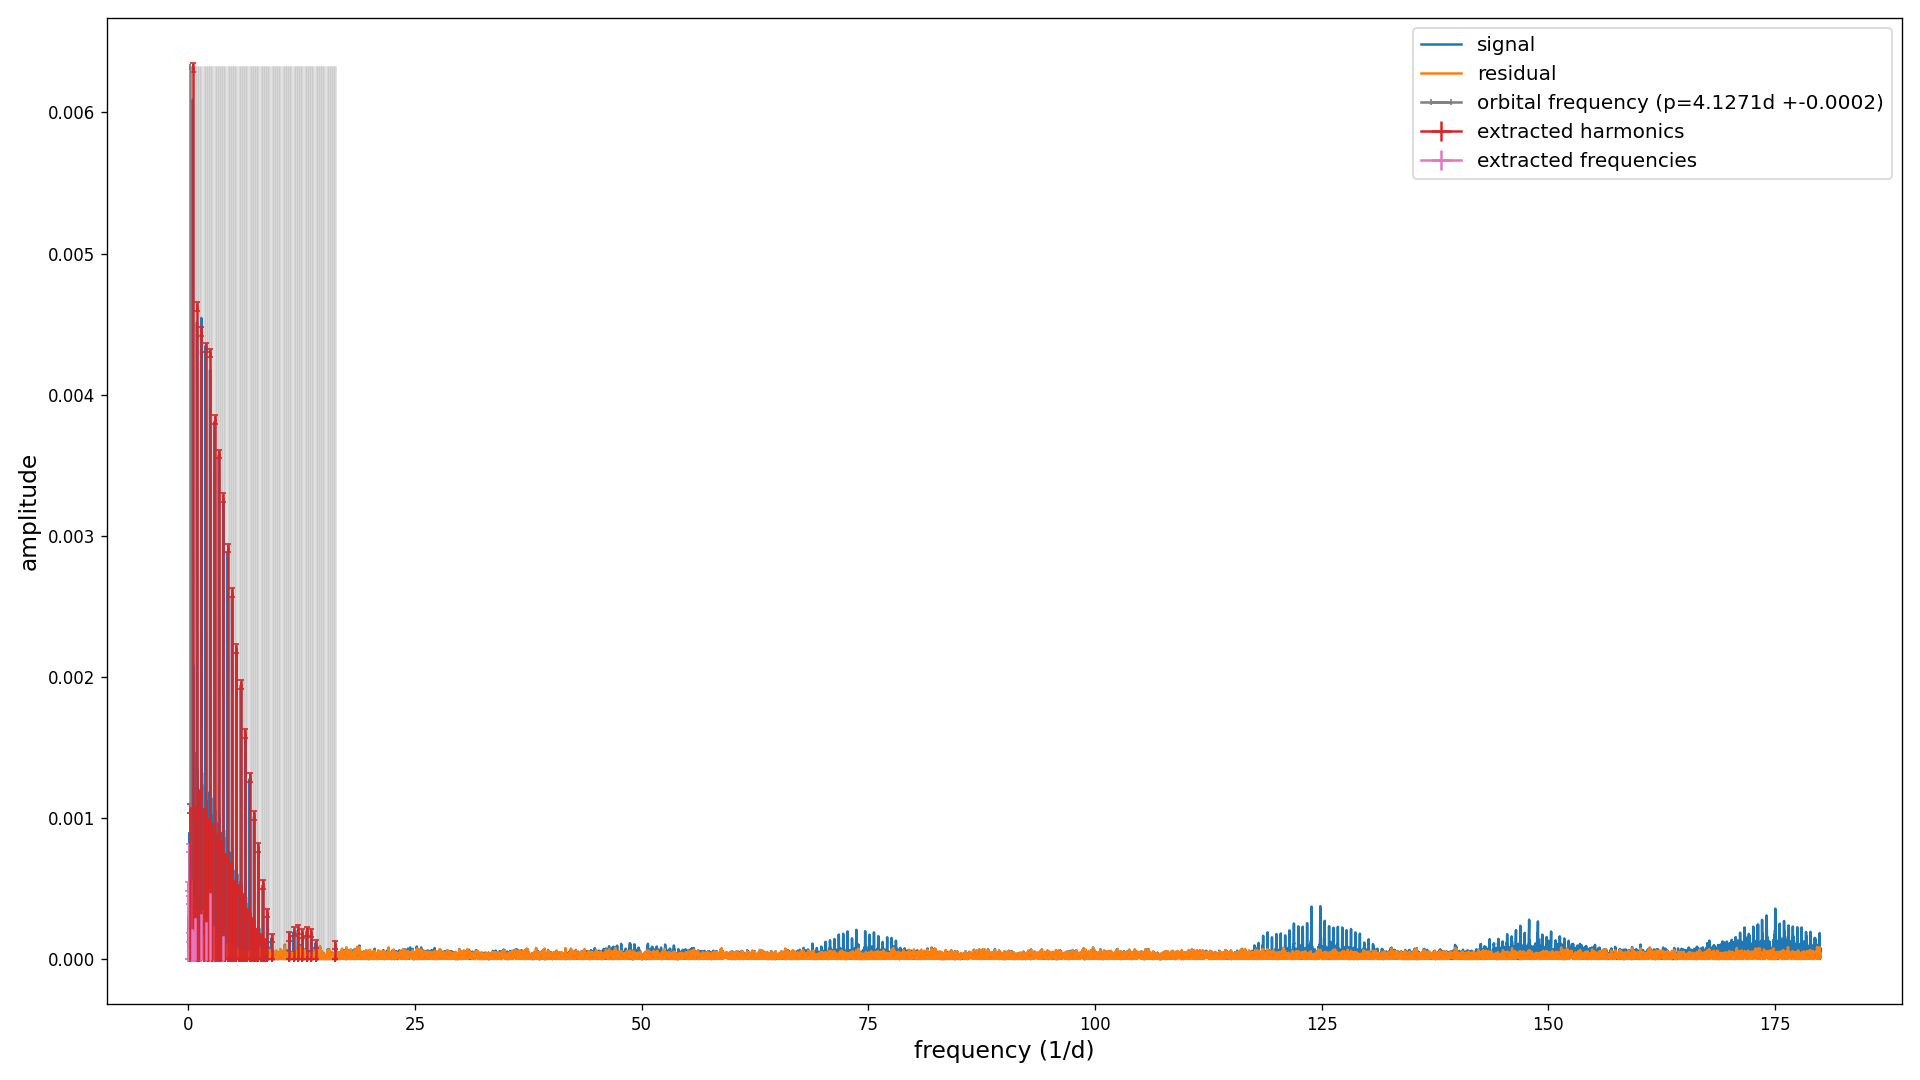 signal
residual
orbital frequency (p=4.1271d +-0.0002)
extracted harmonics
extracted frequencies
amplitude
0.006
0.005
0.004
0.003
0.002
0.001
0.000
0 25 50 75 100 125 150 175
frequency (1/d)